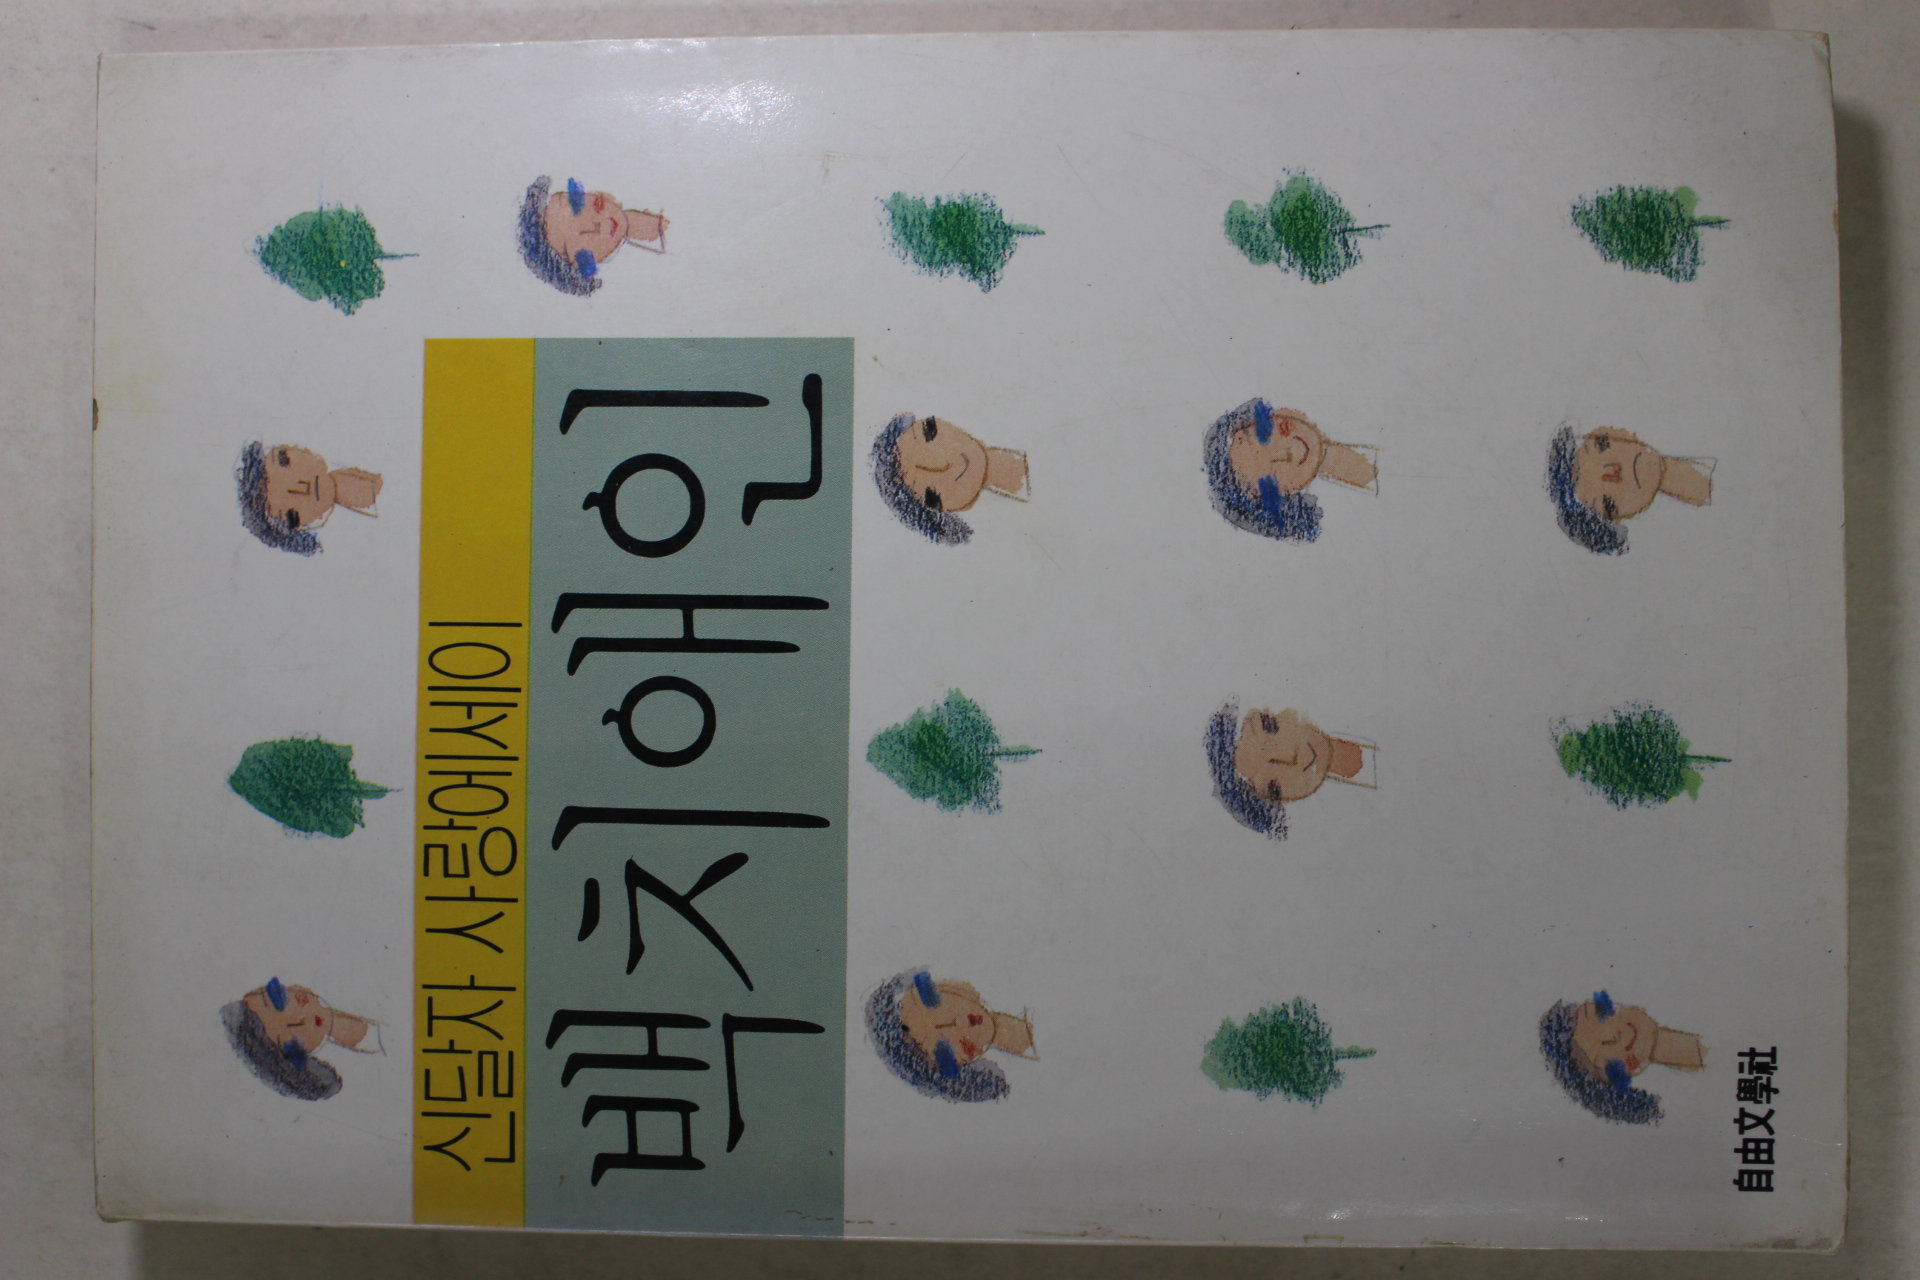 신달자 사랑에세이
백치애인
自由文學社